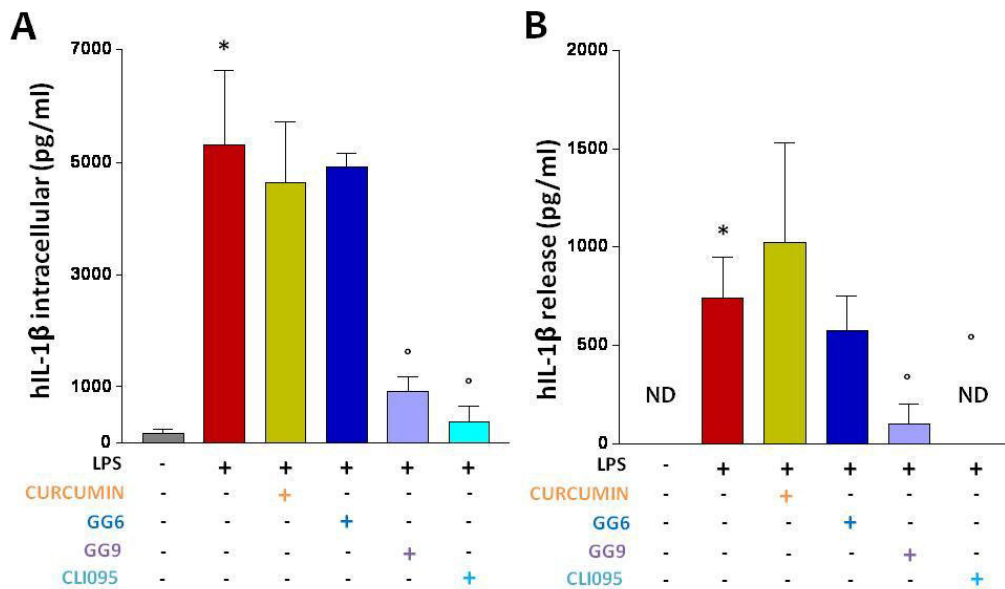 A
hIL-1β intracellular (pg/ml)
7000
5000
3000
1000
0
*
°
°
LPS - + + + + +
CURCUMIN - - + - - -
GG6 - - - + - -
GG9 - - - - + -
CLI095 - - - - - +
B
hIL-1β release (pg/ml)
2000
1500
1000
500
0
ND
*
°
°
ND
LPS - + + + + +
CURCUMIN - - + - - -
GG6 - - - + - -
GG9 - - - - + -
CLI095 - - - - - +